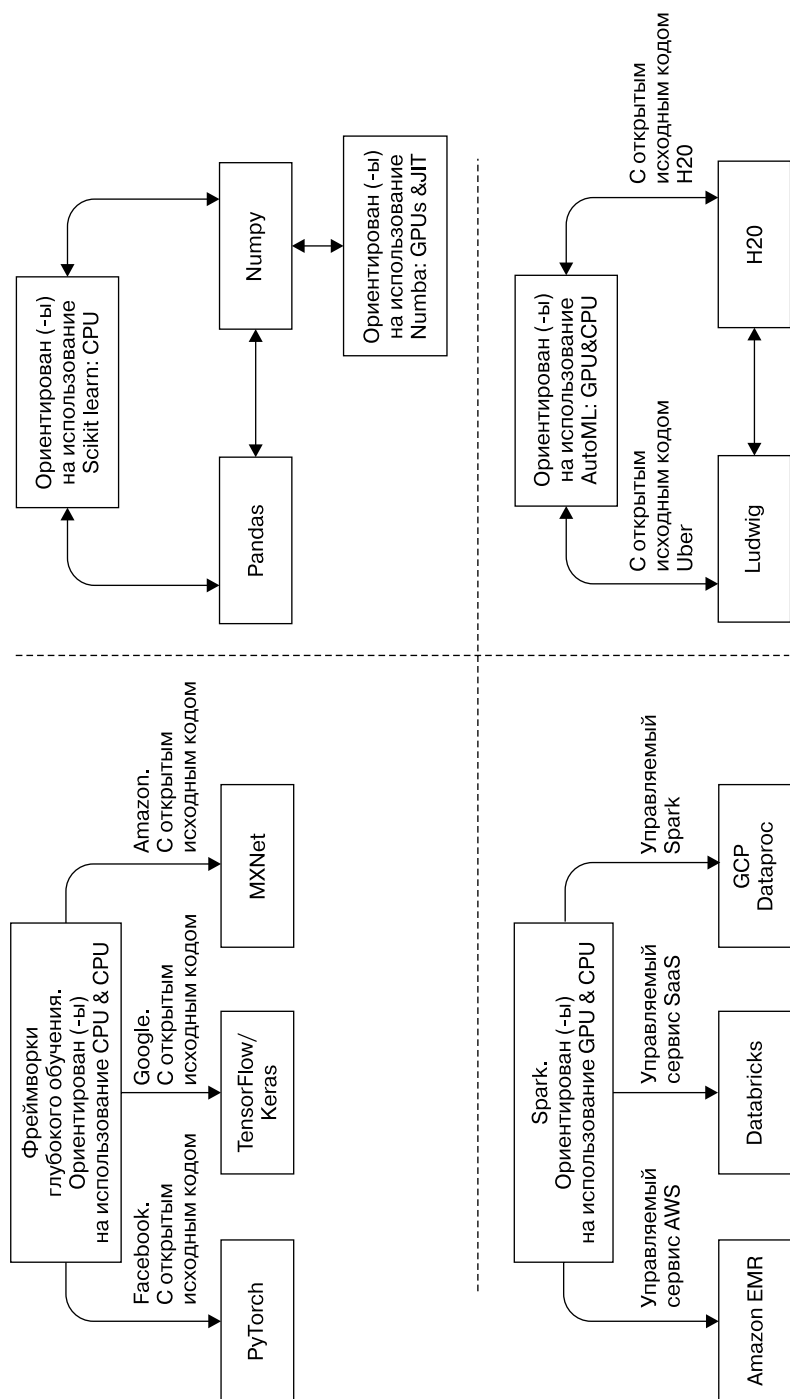 Фреймворки
глубокого обучения.
Ориентирован (-ы)
на использование CPU & CPU
Facebook.
С открытым
исходным кодом
Google.
С открытым
исходным кодом
Amazon.
С открытым
исходным кодом
PyTorch
TensorFlow/
Keras
MXNet
Ориентирован (-ы)
на использование
Scikit learn: CPU
Pandas
Numpy
Ориентирован (-ы)
на использование
Numba: GPUs &JIT
Spark.
Ориентирован (-ы)
на использование GPU & CPU
Управляемый
сервис AWS
Управляемый
сервис SaaS
Управляемый
Spark
Amazon EMR
Databricks
GCP
Dataproc
Ориентирован (-ы)
на использование
AutoML: GPU&CPU
С открытым
исходным кодом
Uber
С открытым
исходным кодом
H20
Ludwig
H20